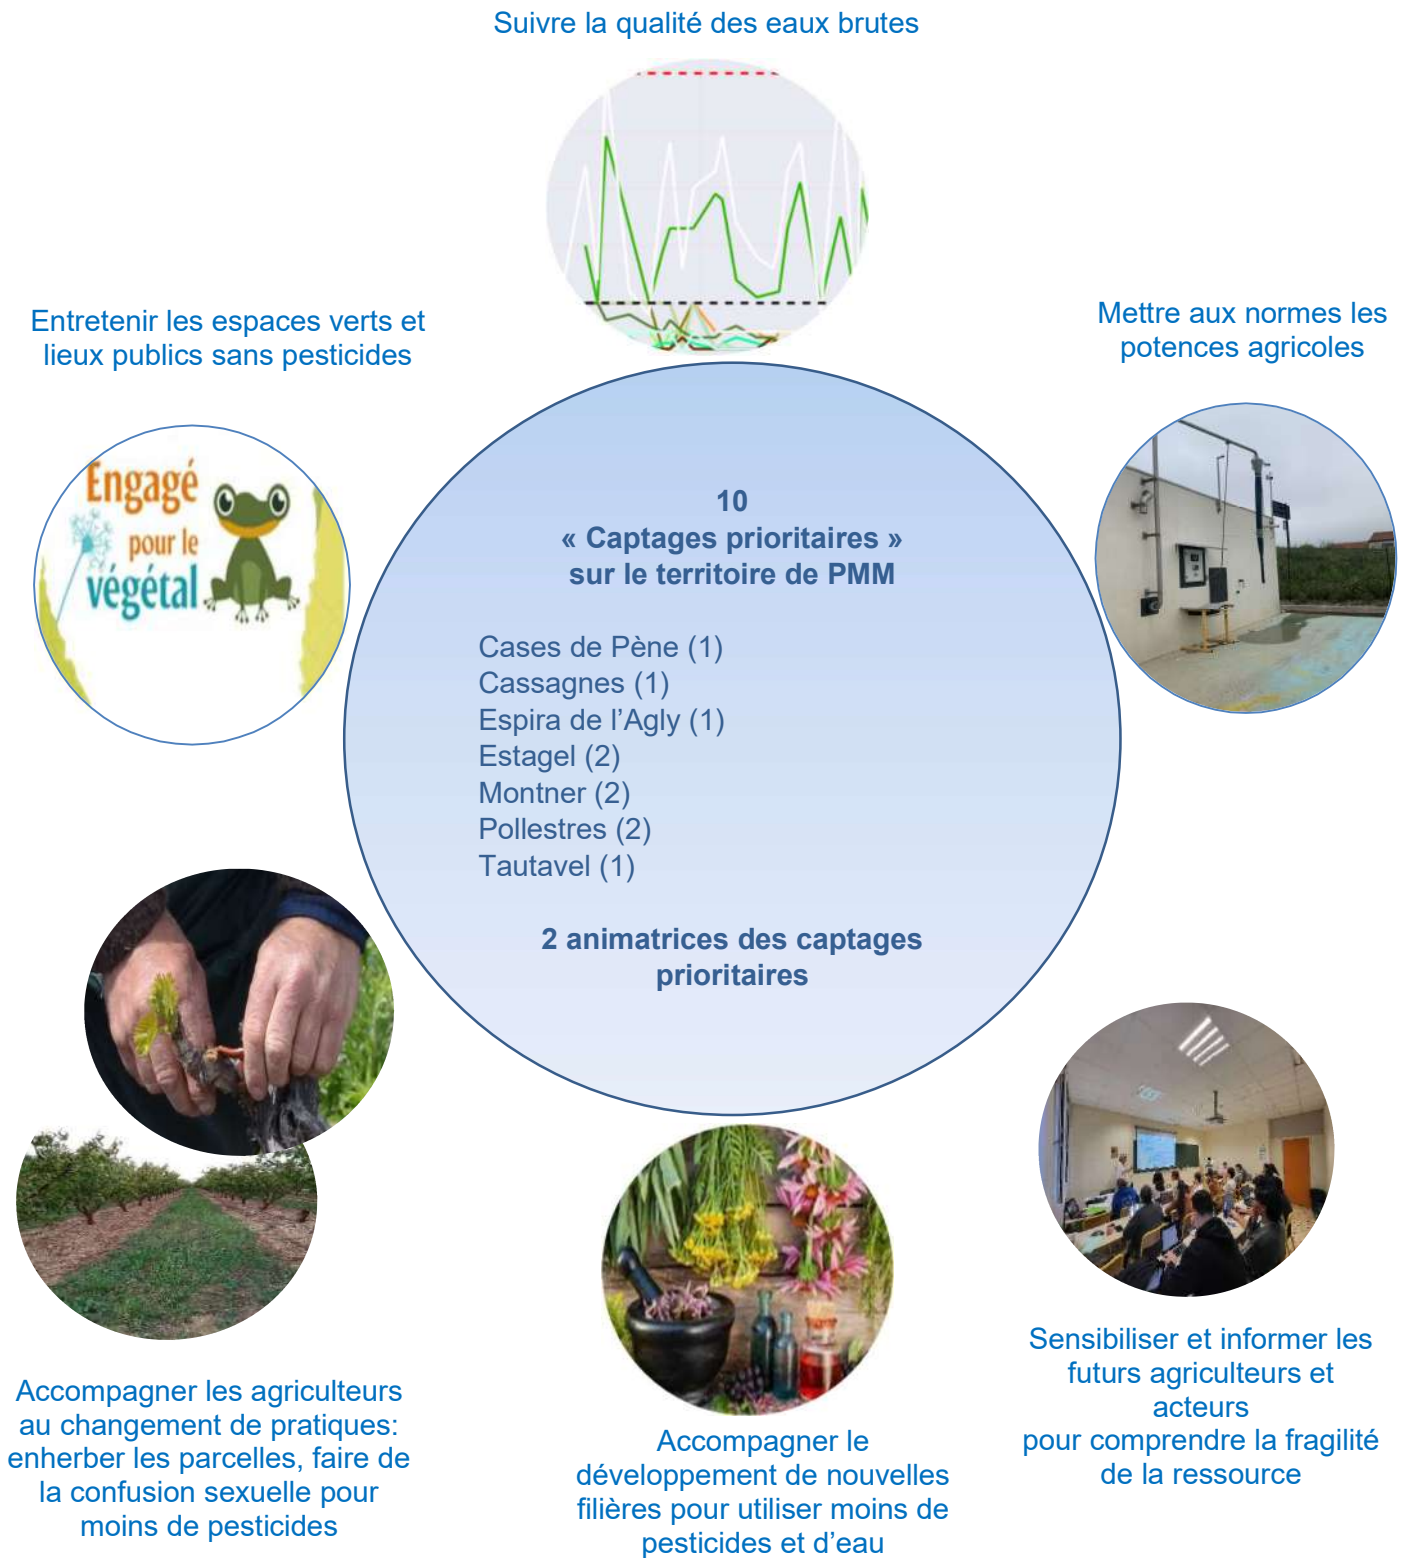 Suivre la qualité des eaux brutes
Entretenir les espaces verts et
lieux publics sans pesticides
Mettre aux normes les
potences agricoles
Engagé
pour le
végétal
10
« Captages prioritaires »
sur le territoire de PMM
Cases de Pène (1)
Cassagnes (1)
Espira de l’Agly (1)
Estagel (2)
Montner (2)
Pollestres (2)
Tautavel (1)
2 animatrices des captages
prioritaires
Accompagner les agriculteurs
au changement de pratiques:
enherber les parcelles, faire de
la confusion sexuelle pour
moins de pesticides
Accompagner le
développement de nouvelles
filières pour utiliser moins de
pesticides et d’eau
Sensibiliser et informer les
futurs agriculteurs et
acteurs
pour comprendre la fragilité
de la ressource